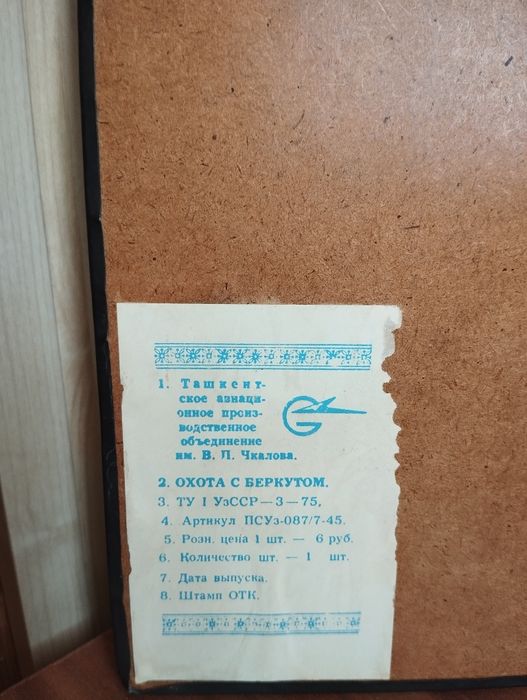 1. Ташкент-
ское авиаци-
онное произ-
водственное
объединение
им. В. П. Чкалова.
2. ОХОТА С БЕРКУТОМ.
3. ТУ I УзССР — 3 — 75,
4. Артикул ПСУз-087/7-45.
5. Розн. цена 1 шт. — 6 руб.
6. Количество шт. — 1 шт.
7. Дата выпуска.
8. Штамп ОТК.